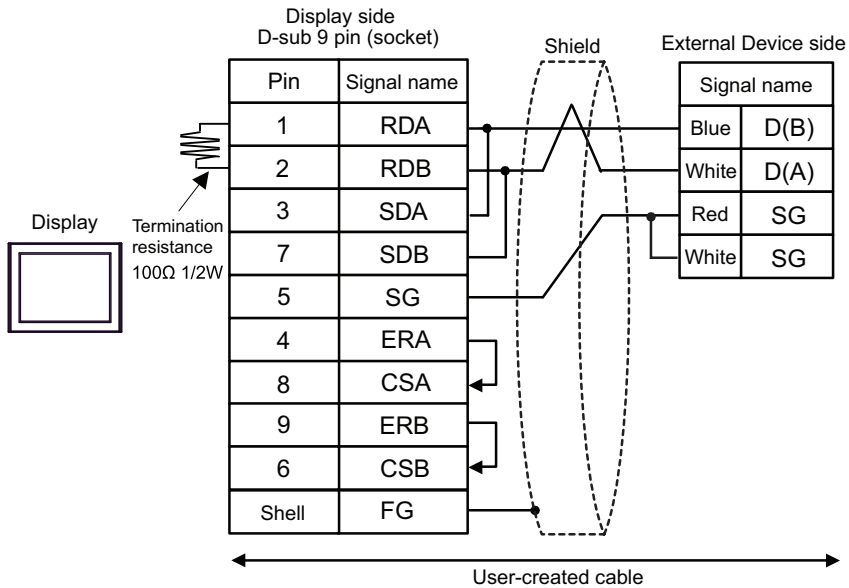 Display side
D-sub 9 pin (socket)
Shield
External Device side
Pin Signal name
Signal name
1 RDA
Blue D(B)
2 RDB
White D(A)
3 SDA
Red SG
7 SDB
White SG
5 SG
4 ERA
8 CSA
9 ERB
6 CSB
Shell FG
Display
Termination
resistance
100Ω 1/2W
User-created cable